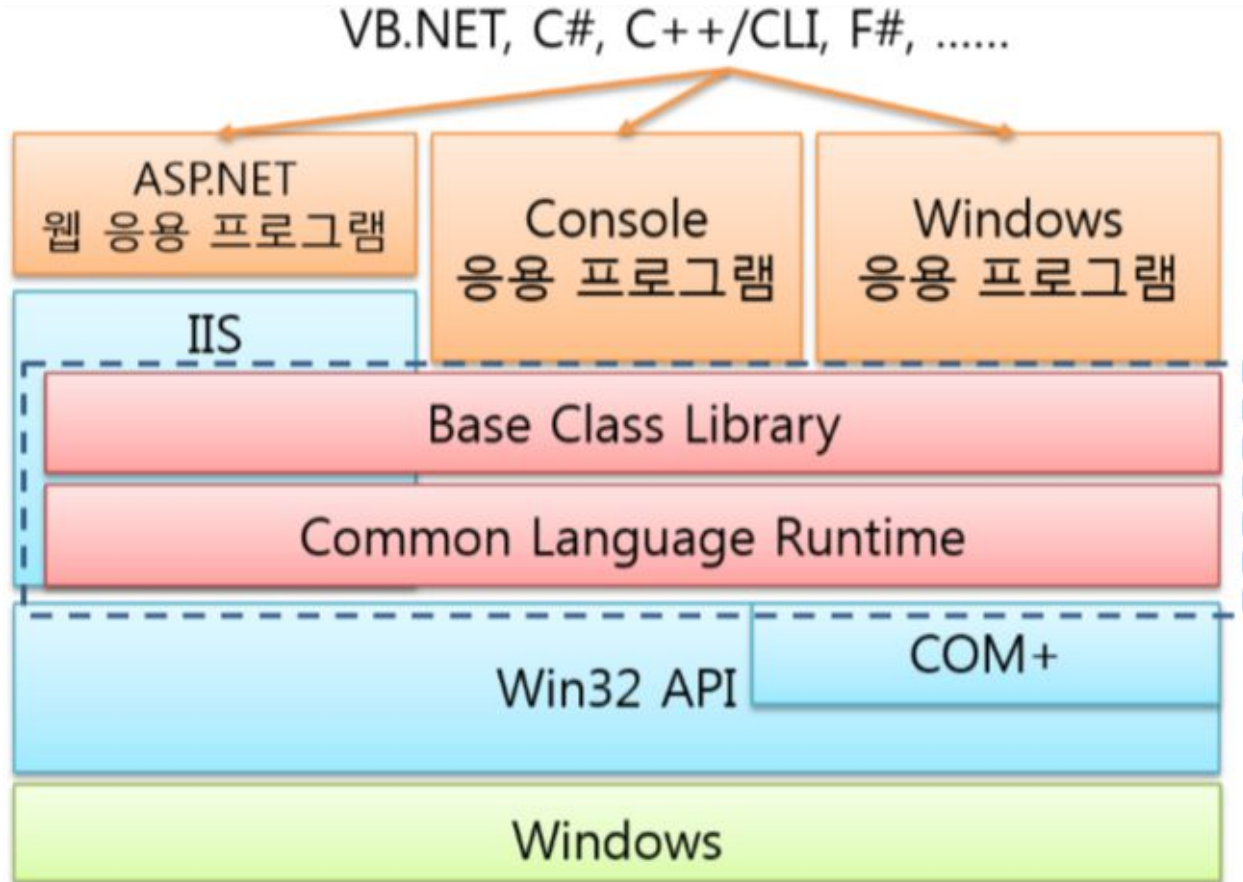 VB.NET, C#, C++/CLI, F#, ......
ASP.NET
웹 응용 프로그램
Console
응용 프로그램
Windows
응용 프로그램
IIS
Base Class Library
Common Language Runtime
COM+
Win32 API
Windows